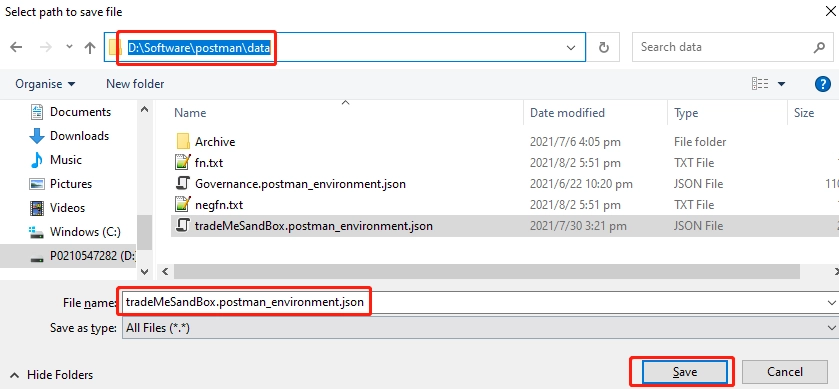 Select path to save file
D:\Software\postman\data
Search data
Organise
New folder
Name
Date modified
Type
Size
Documents
Downloads
Music
Pictures
Videos
Windows (C:)
P0210547282 (D:
Archive 2021/7/6 4:05 pm File folder
fn.txt 2021/8/2 5:51 pm TXT File
Governance.postman_environment.json 2021/6/22 10:20 pm JSON File 110
negfn.txt 2021/8/2 5:51 pm TXT File
tradeMeSandBox.postman_environment.json 2021/7/30 3:21 pm JSON File
File name: tradeMeSandBox.postman_environment.json
Save as type: All Files (*.*)
Hide Folders
Save
Cancel